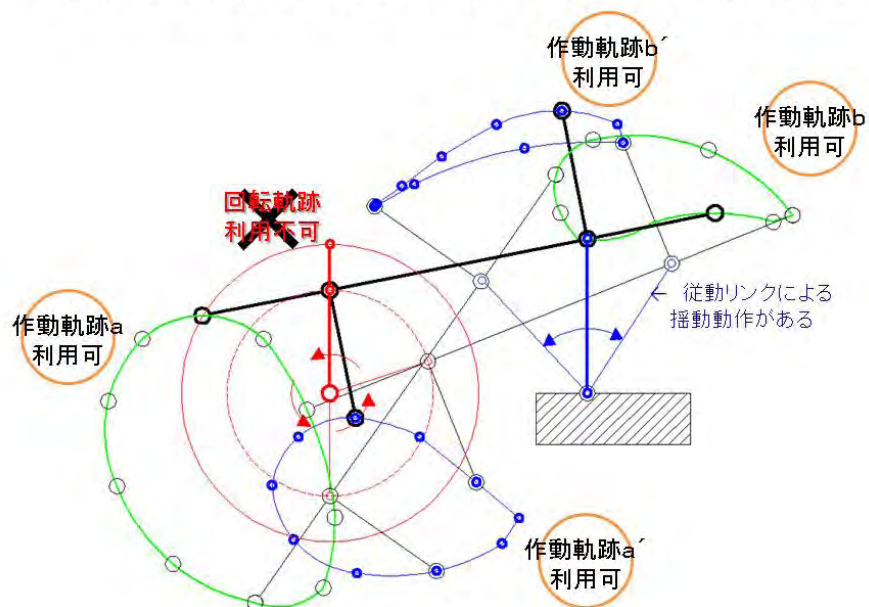 作動軌跡b´
利用可
作動軌跡b
利用可
回転軌跡
利用不可
作動軌跡a
利用可
← 従動リンクによる
揺動動作がある
作動軌跡a´
利用可